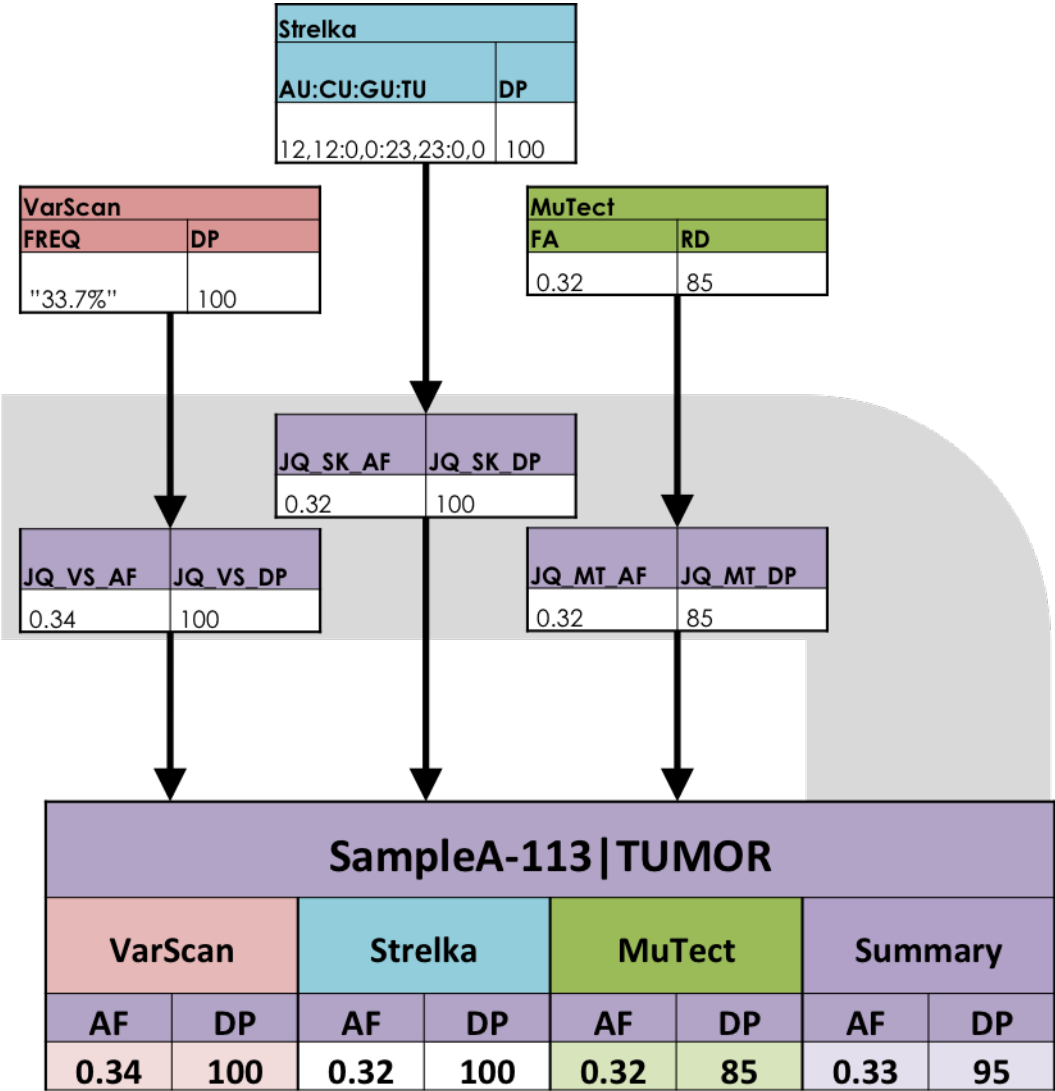 Strelka
AU:CU:GU:TU DP
12,12:0,0:23,23:0,0 100
VarScan
FREQ DP
"33.7%" 100
MuTect
FA RD
0.32 85
JQ_SK_AF JQ_SK_DP
0.32 100
JQ_VS_AF JQ_VS_DP
0.34 100
JQ_MT_AF JQ_MT_DP
0.32 85
SampleA-113|TUMOR
VarScan Strelka MuTect Summary
AF DP AF DP AF DP AF DP
0.34 100 0.32 100 0.32 85 0.33 95